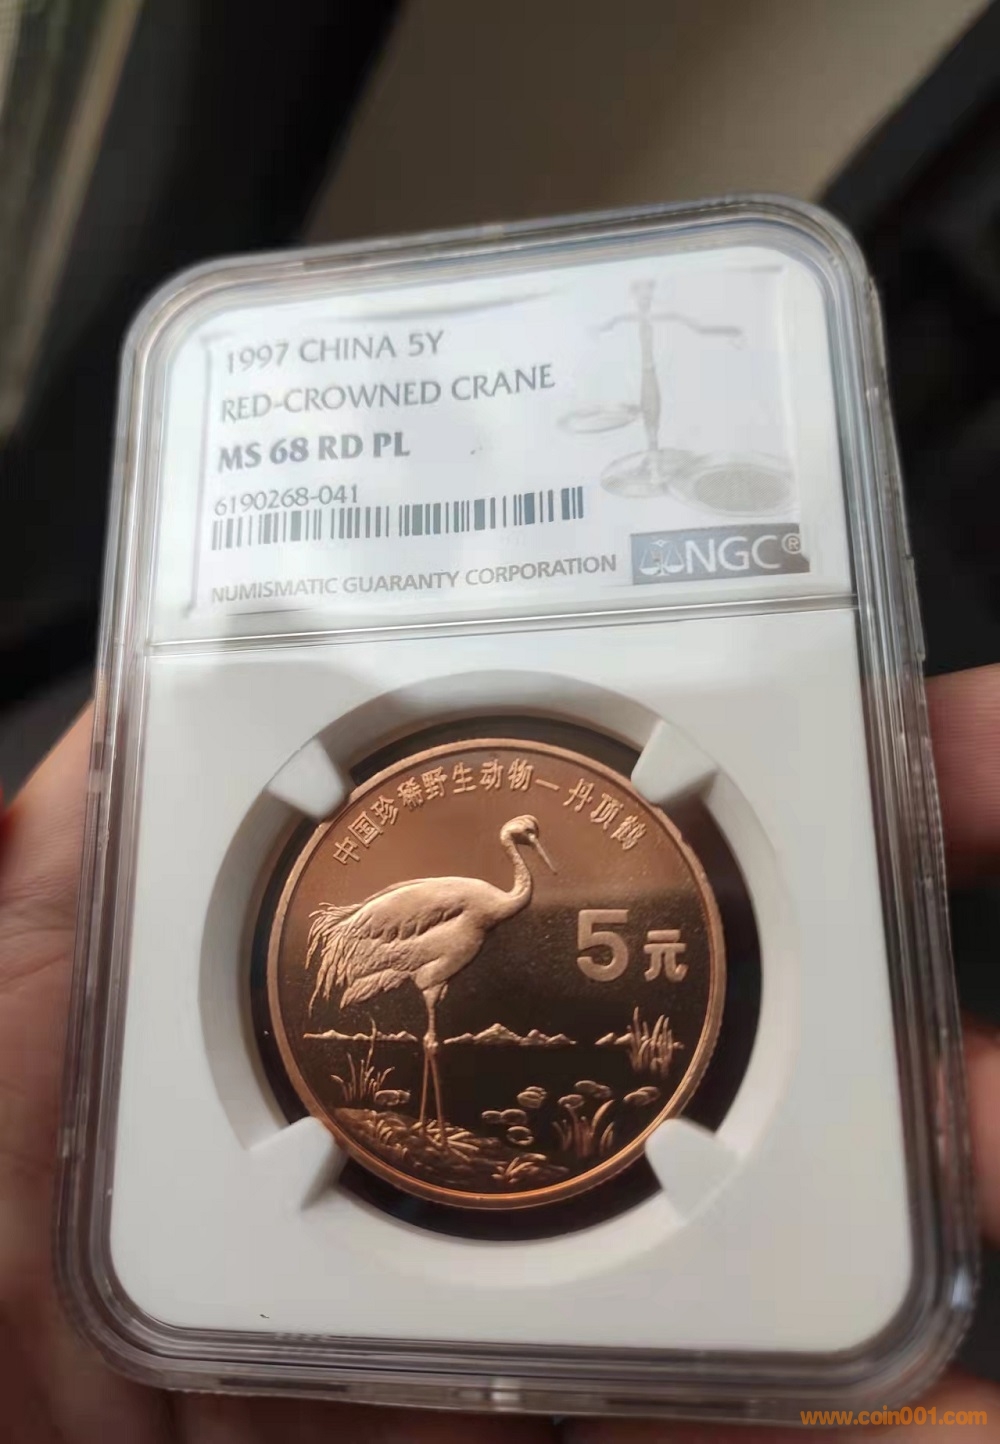 1997 CHINA 5Y
RED-CROWNED CRANE
MS 68 RD PL
6190268-041
NUMISMATIC GUARANTY CORPORATION
NGC®
中国珍稀野生动物—丹顶鹤
5元
www.coin001.com